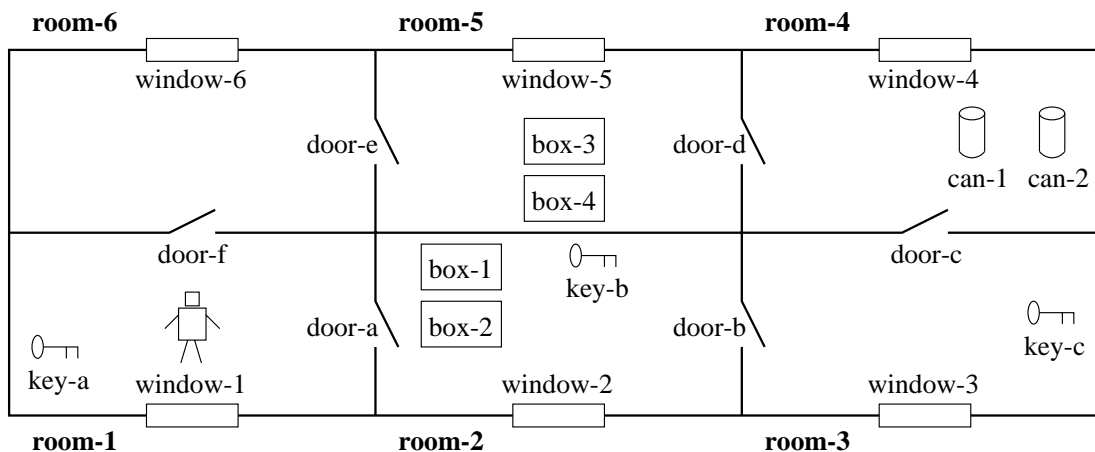 room-6 room-5 room-4
window-6 window-5 window-4
door-e box-3 door-d
can-1 can-2
box-4
door-f key-b door-c
box-1
door-a box-2 door-b
key-a window-1 window-2 window-3 key-c
room-1 room-2 room-3